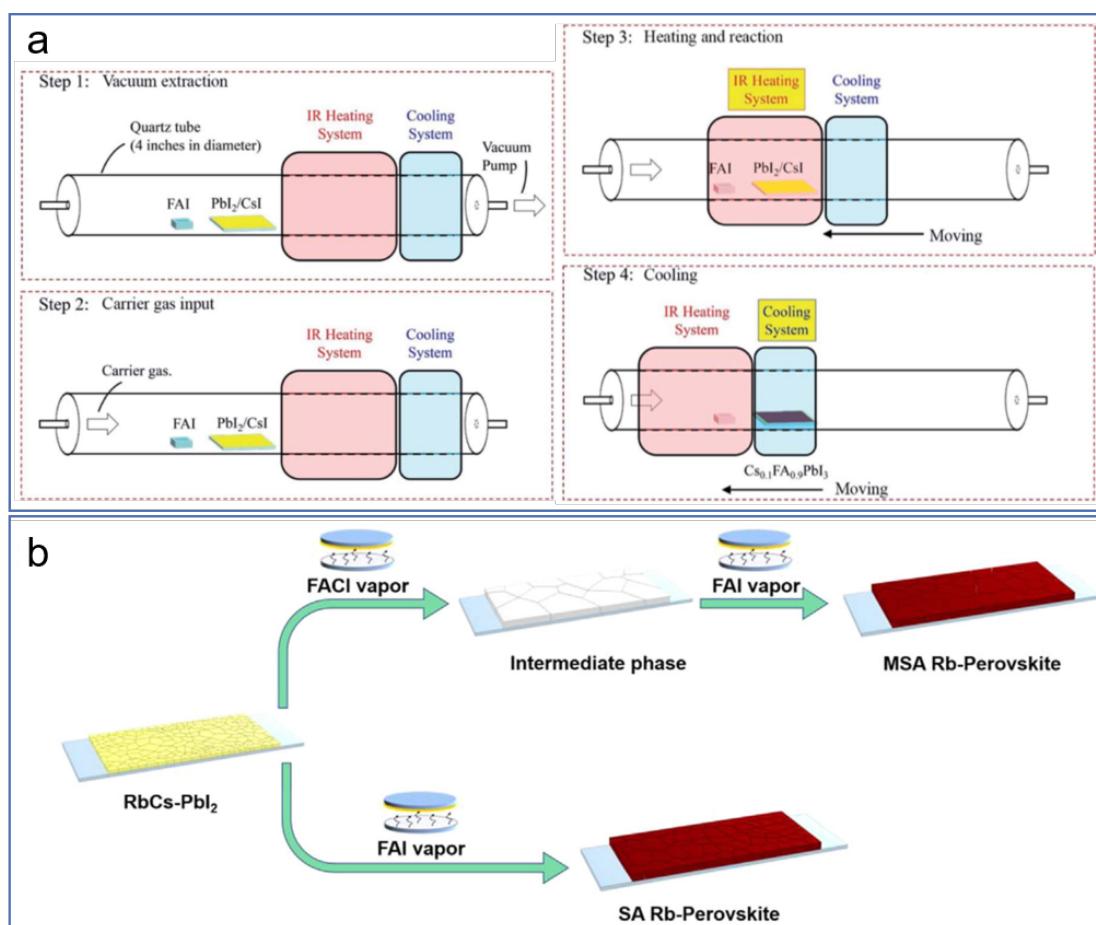 a
Step 1: Vacuum extraction
Quartz tube
(4 inches in diameter)
IR Heating
System
Cooling
System
Vacuum
Pump
FAI
PbI₂/CsI
Step 2: Carrier gas input
Carrier gas.
IR Heating
System
Cooling
System
FAI
PbI₂/CsI
Step 3: Heating and reaction
IR Heating
System
Cooling
System
FAI
PbI₂/CsI
Moving
Step 4: Cooling
IR Heating
System
Cooling
System
Cs₀.₁FA₀.₉PbI₃
Moving
b
FACl vapor
FAI vapor
Intermediate phase
MSA Rb-Perovskite
RbCs-PbI₂
FAI vapor
SA Rb-Perovskite